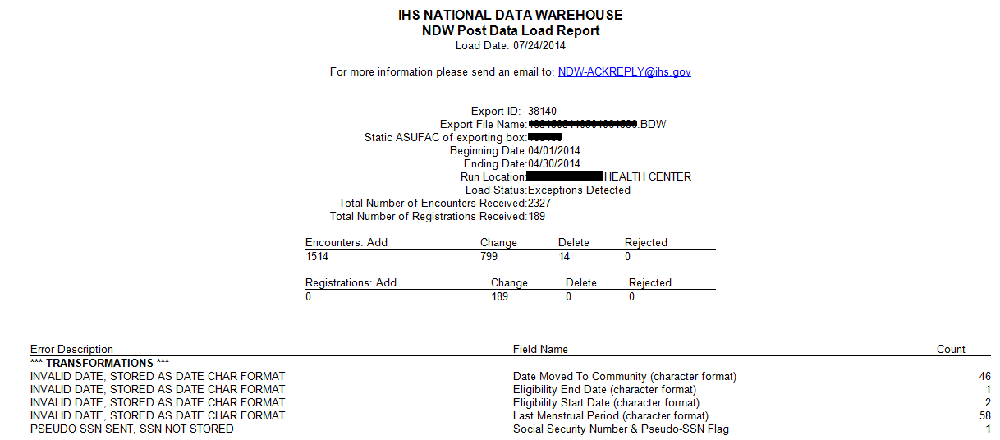 IHS NATIONAL DATA WAREHOUSE
NDW Post Data Load Report
Load Date: 07/24/2014
For more information please send an email to: NDW-ACKREPLY@ihs.gov
Export ID: 38140
Export File Name: .BDW
Static ASUFAC of exporting box:
Beginning Date:04/01/2014
Ending Date:04/30/2014
Run Location: HEALTH CENTER
Load Status:Exceptions Detected
Total Number of Encounters Received:2327
Total Number of Registrations Received:189
Encounters: Add Change Delete Rejected
1514 799 14 0
Registrations: Add Change Delete Rejected
0 189 0 0
Error Description Field Name Count
*** TRANSFORMATIONS ***
INVALID DATE, STORED AS DATE CHAR FORMAT Date Moved To Community (character format) 46
INVALID DATE, STORED AS DATE CHAR FORMAT Eligibility End Date (character format) 1
INVALID DATE, STORED AS DATE CHAR FORMAT Eligibility Start Date (character format) 2
INVALID DATE, STORED AS DATE CHAR FORMAT Last Menstrual Period (character format) 58
PSEUDO SSN SENT, SSN NOT STORED Social Security Number & Pseudo-SSN Flag 1